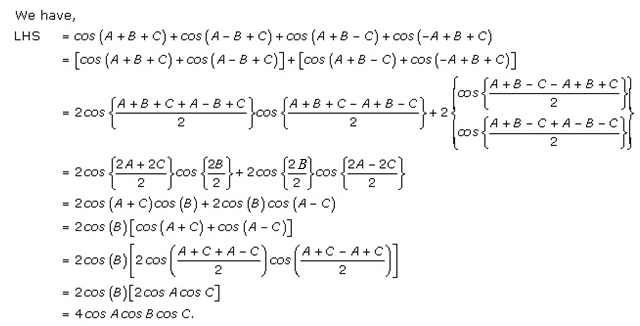 We have,
LHS = cos (A + B + C) + cos (A − B + C) + cos (A + B − C) + cos (−A + B + C)
= [cos (A + B + C) + cos (A − B + C)] + [cos (A + B − C) + cos (−A + B + C)]
= 2cos {(A + B + C + A − B + C)/2} cos {(A + B + C − A + B − C)/2} + 2 {cos {(A + B − C − A + B + C)/2} cos {(A + B − C + A − B − C)/2}}
= 2cos {(2A + 2C)/2} cos {2B/2} + 2cos {2B/2} cos {(2A − 2C)/2}
= 2cos (A + C) cos (B) + 2cos (B) cos (A − C)
= 2cos (B) [cos (A + C) + cos (A − C)]
= 2cos (B) [2cos ((A + C + A − C)/2) cos ((A + C − A + C)/2)]
= 2cos (B) [2cos A cos C]
= 4cos A cos B cos C.